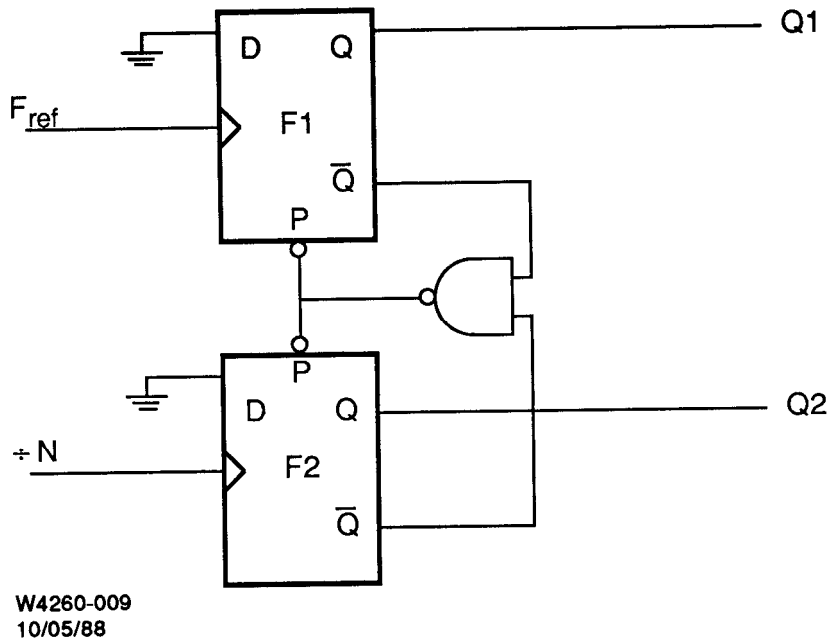 Q1
D Q
F_ref
F1
Q̅
P
P
D Q
Q2
÷ N
F2
Q̅
W4260-009
10/05/88